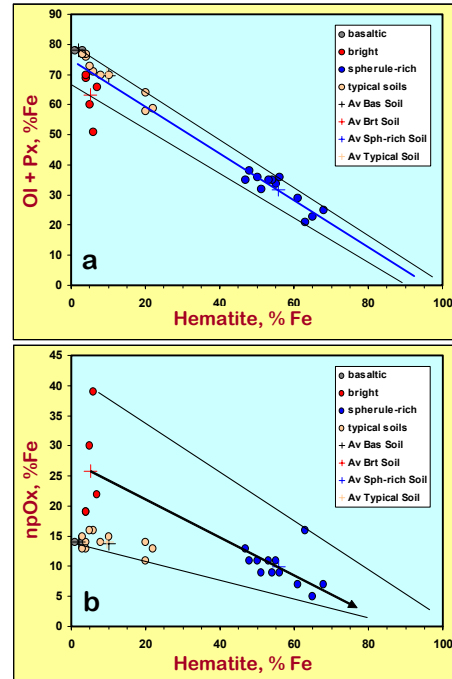 90
80
70
60
50
40
30
20
10
0
Ol + Px, %Fe
basaltic
bright
spherule-rich
typical soils
Av Bas Soil
Av Brt Soil
Av Sph-rich Soil
Av Typical Soil
a
0 20 40 60 80 100
Hematite, % Fe
45
40
35
30
25
20
15
10
5
0
npOx, %Fe
basaltic
bright
spherule-rich
typical soils
Av Bas Soil
Av Brt Soil
Av Sph-rich Soil
Av Typical Soil
b
0 20 40 60 80 100
Hematite, % Fe